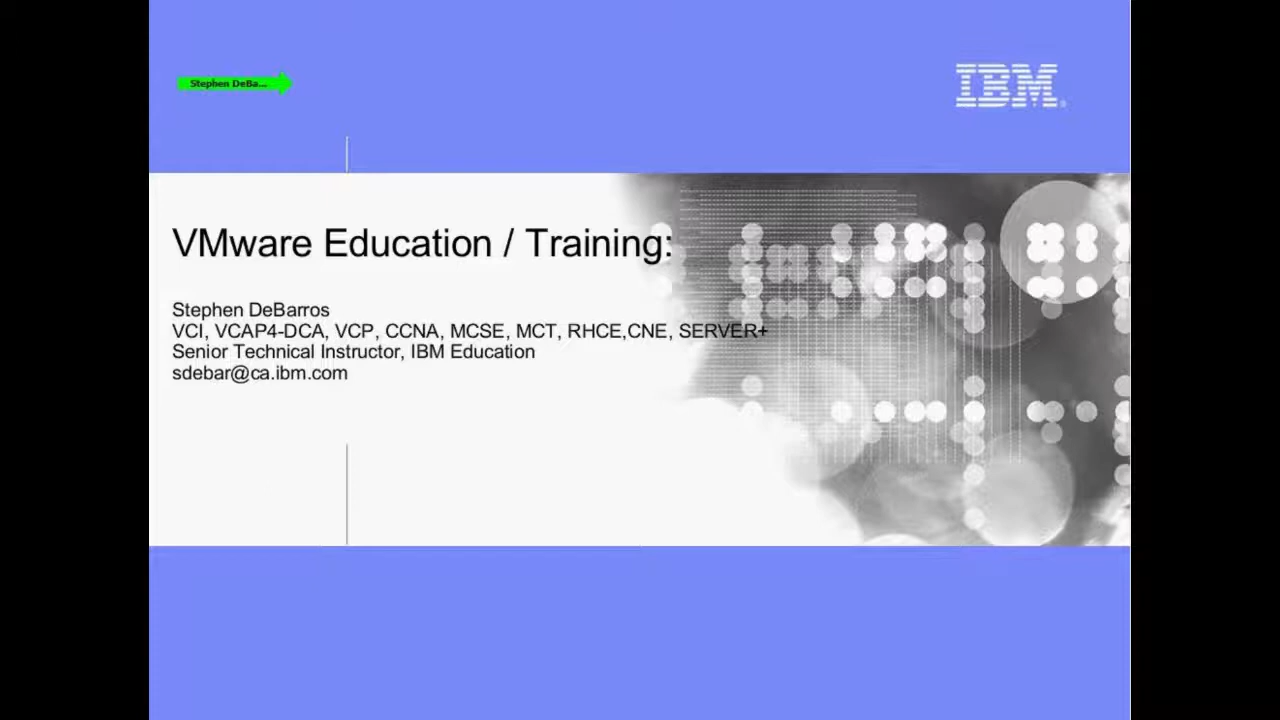 Stephen DeBa...
IBM®
VMware Education / Training:
Stephen DeBarros
VCI, VCAP4-DCA, VCP, CCNA, MCSE, MCT, RHCE,CNE, SERVER+
Senior Technical Instructor, IBM Education
sdebar@ca.ibm.com